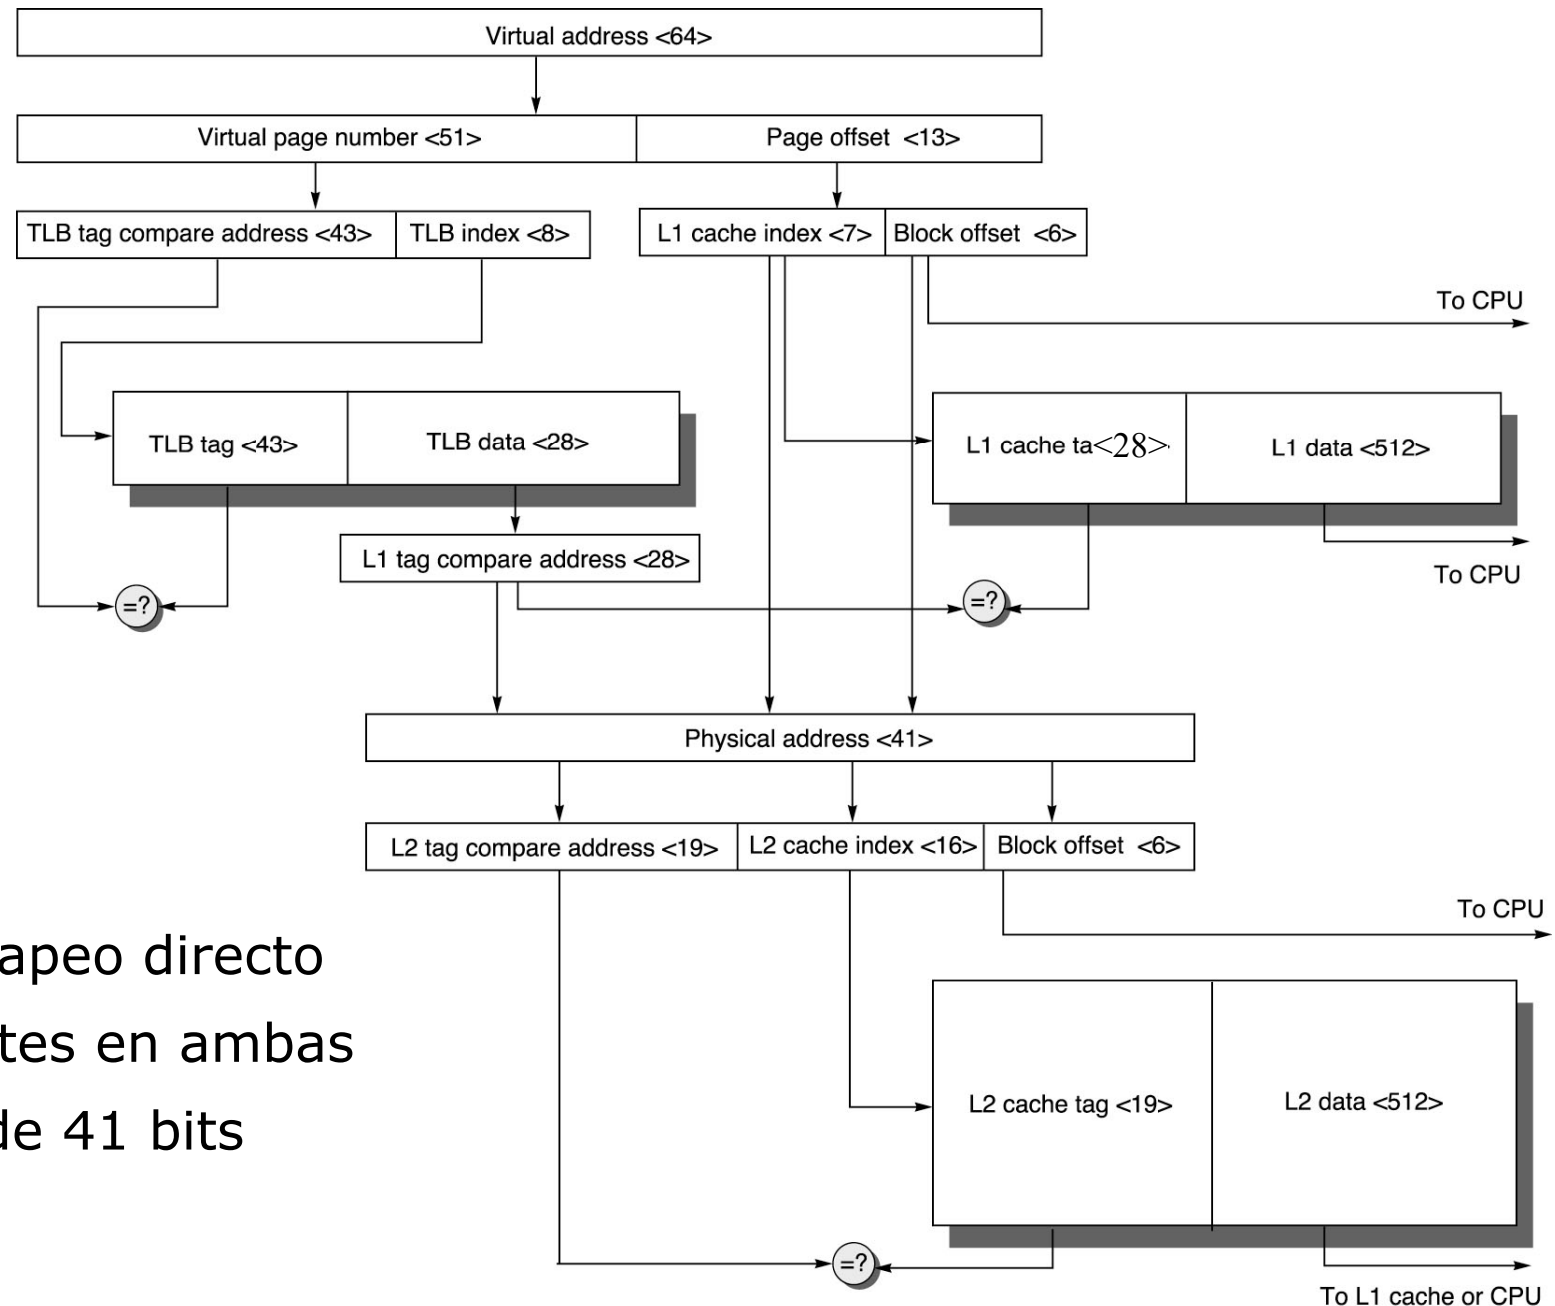 Virtual address <64>
Virtual page number <51>
Page offset <13>
TLB tag compare address <43>
TLB index <8>
L1 cache index <7>
Block offset <6>
To CPU
TLB tag <43>
TLB data <28>
L1 cache ta<28>
L1 data <512>
L1 tag compare address <28>
To CPU
=?
=?
Physical address <41>
L2 tag compare address <19>
L2 cache index <16>
Block offset <6>
To CPU
apeo directo
tes en ambas
de 41 bits
L2 cache tag <19>
L2 data <512>
=?
To L1 cache or CPU